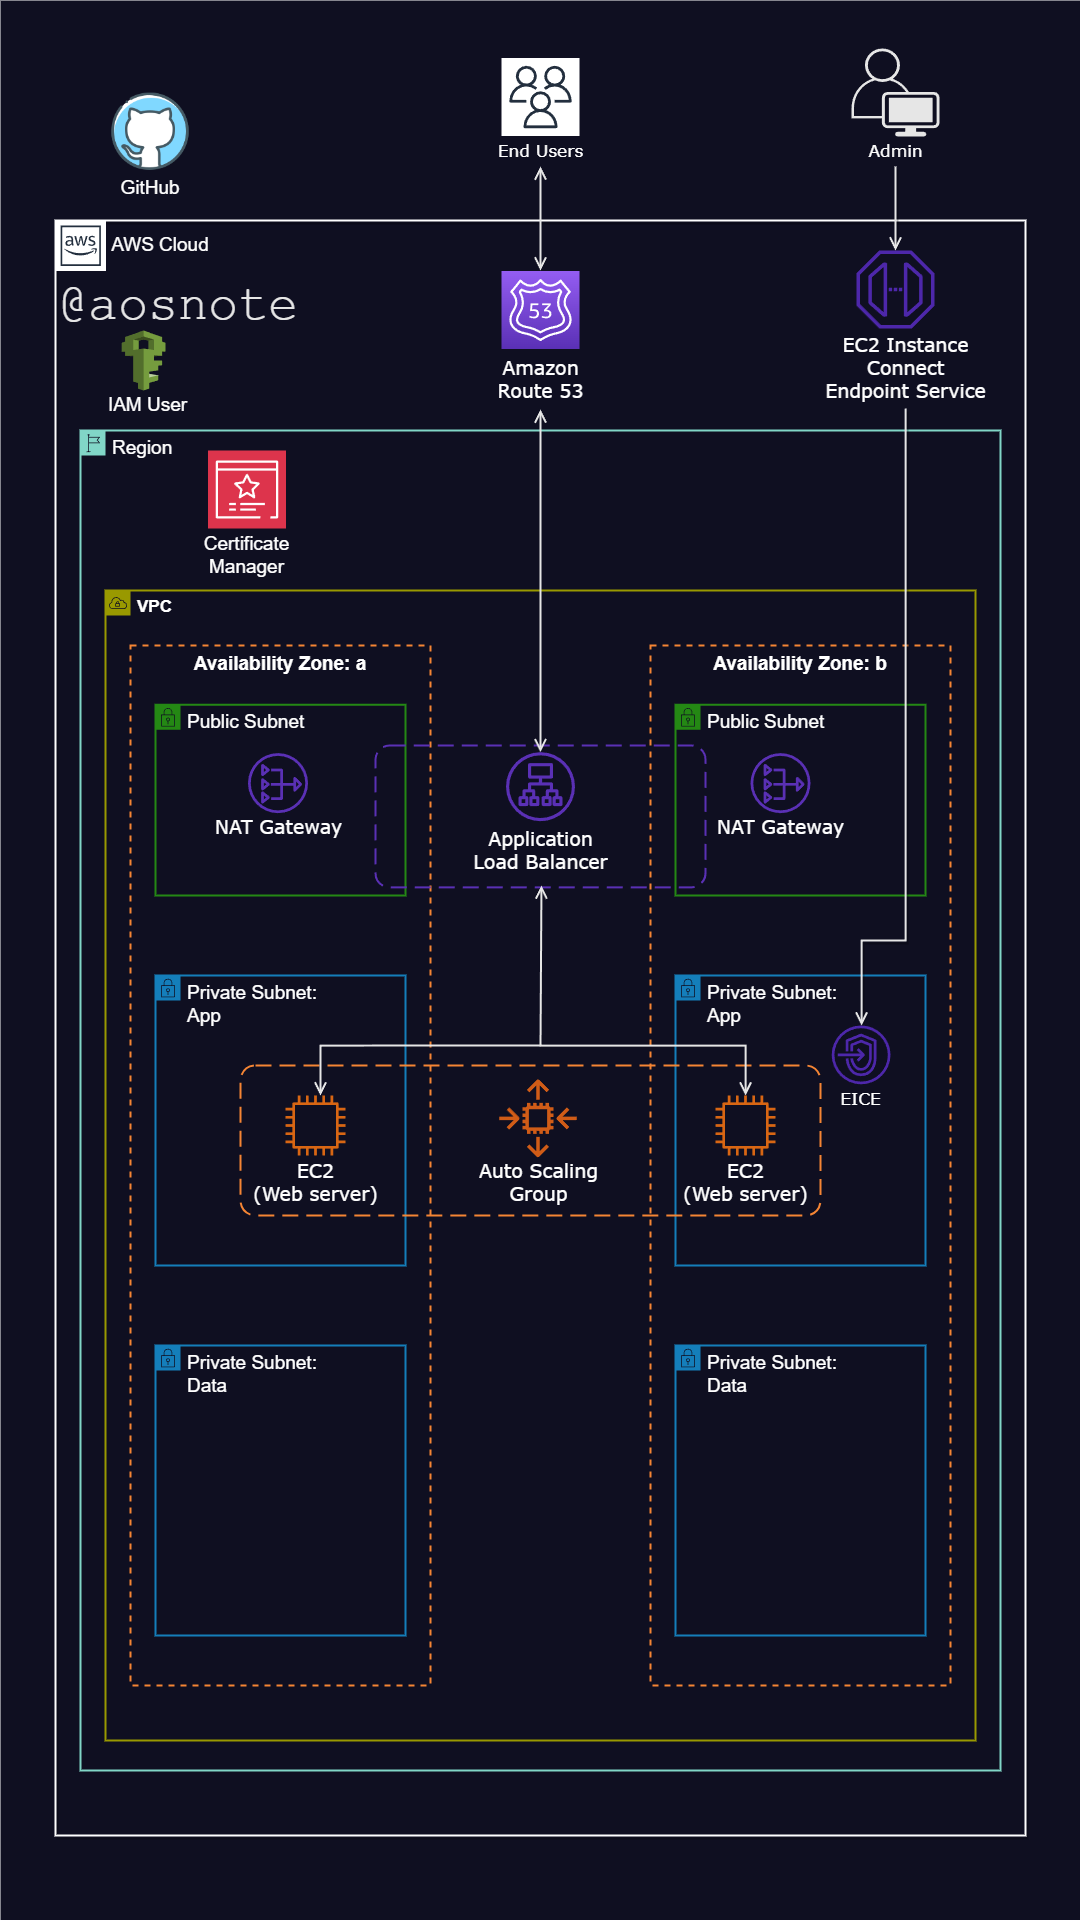 GitHub
End Users
Admin
aws
AWS Cloud
@aosnote
IAM User
53
Amazon
Route 53
EC2 Instance
Connect
Endpoint Service
Region
Certificate
Manager
VPC
Availability Zone: a
Availability Zone: b
Public Subnet
Public Subnet
NAT Gateway
Application
Load Balancer
NAT Gateway
Private Subnet:
App
Private Subnet:
App
EICE
EC2
(Web server)
Auto Scaling
Group
EC2
(Web server)
Private Subnet:
Data
Private Subnet:
Data